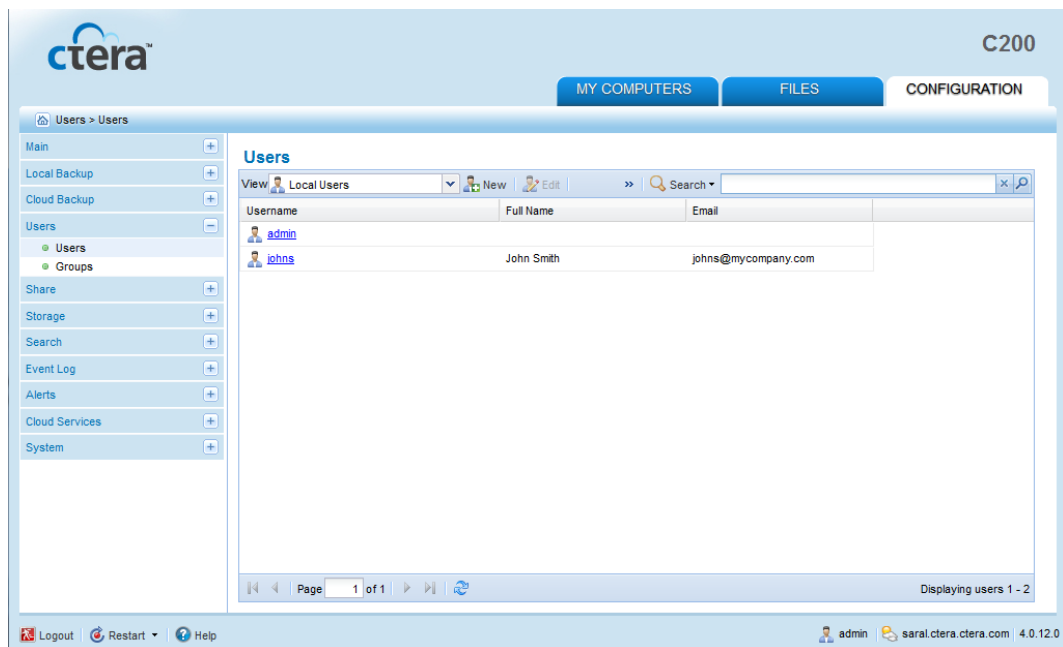 ctera™
C200
MY COMPUTERS FILES CONFIGURATION
Users > Users
Main
Local Backup
Cloud Backup
Users
Users
Groups
Share
Storage
Search
Event Log
Alerts
Cloud Services
System
Users
View Local Users New Edit » Search
Username Full Name Email
admin
johns John Smith johns@mycompany.com
Page 1 of 1 Displaying users 1 - 2
Logout Restart Help admin saral.ctera.ctera.com 4.0.12.0